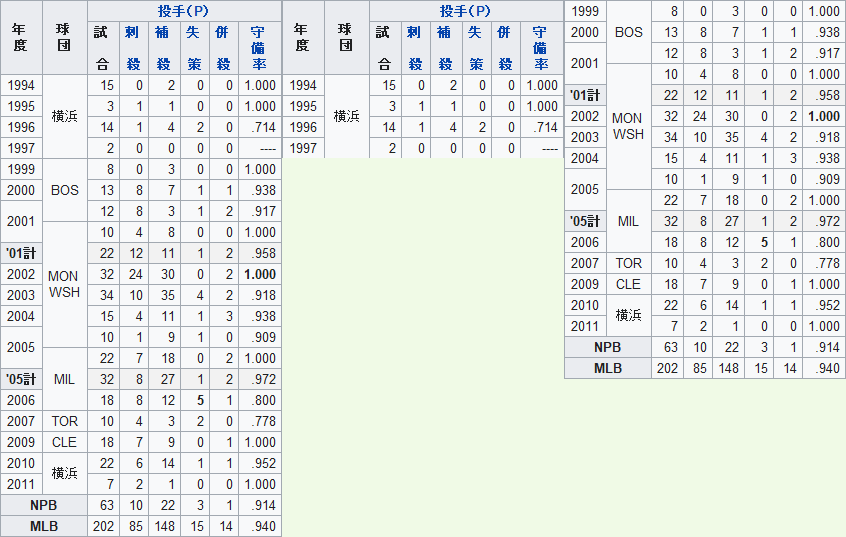 年度 球団 投手(P)
試合 刺殺 補殺 失策 併殺 守備率
1994 横浜 15 0 2 0 0 1.000
1995 3 1 1 0 0 1.000
1996 14 1 4 2 0 .714
1997 2 0 0 0 0 ----
1999 BOS 8 0 3 0 0 1.000
2000 13 8 7 1 1 .938
2001 12 8 3 1 2 .917
MON WSH 10 4 8 0 0 1.000
'01計 22 12 11 1 2 .958
2002 32 24 30 0 2 1.000
2003 34 10 35 4 2 .918
2004 15 4 11 1 3 .938
2005 10 1 9 1 0 .909
MIL 22 7 18 0 2 1.000
'05計 32 8 27 1 2 .972
2006 18 8 12 5 1 .800
2007 TOR 10 4 3 2 0 .778
2009 CLE 18 7 9 0 1 1.000
2010 横浜 22 6 14 1 1 .952
2011 7 2 1 0 0 1.000
NPB 63 10 22 3 1 .914
MLB 202 85 148 15 14 .940
年度 球団 投手(P)
試合 刺殺 補殺 失策 併殺 守備率
1994 横浜 15 0 2 0 0 1.000
1995 3 1 1 0 0 1.000
1996 14 1 4 2 0 .714
1997 2 0 0 0 0 ----
1999 BOS 8 0 3 0 0 1.000
2000 13 8 7 1 1 .938
2001 12 8 3 1 2 .917
MON WSH 10 4 8 0 0 1.000
'01計 22 12 11 1 2 .958
2002 32 24 30 0 2 1.000
2003 34 10 35 4 2 .918
2004 15 4 11 1 3 .938
2005 10 1 9 1 0 .909
MIL 22 7 18 0 2 1.000
'05計 32 8 27 1 2 .972
2006 18 8 12 5 1 .800
2007 TOR 10 4 3 2 0 .778
2009 CLE 18 7 9 0 1 1.000
2010 横浜 22 6 14 1 1 .952
2011 7 2 1 0 0 1.000
NPB 63 10 22 3 1 .914
MLB 202 85 148 15 14 .940